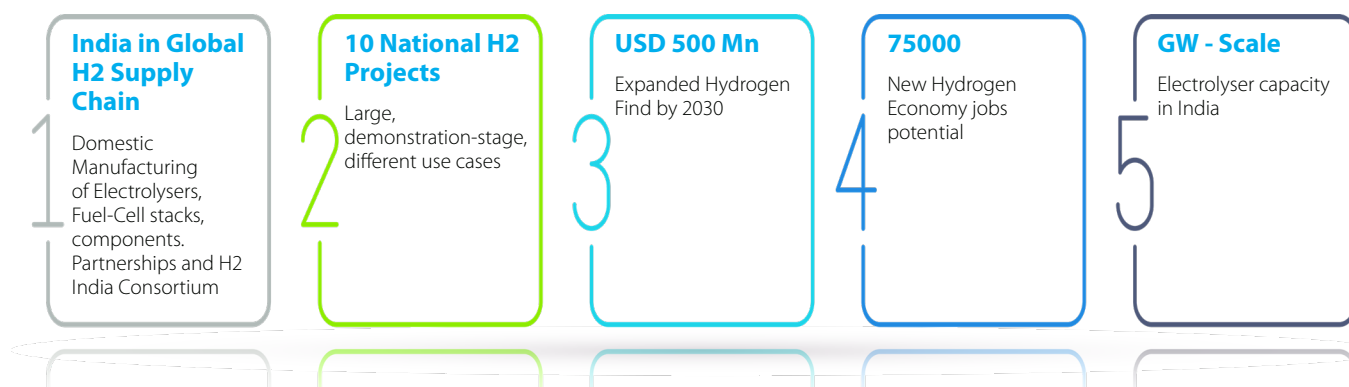 1
India in Global
H2 Supply
Chain
Domestic
Manufacturing
of Electrolysers,
Fuel-Cell stacks,
components.
Partnerships and H2
India Consortium
2
10 National H2
Projects
Large,
demonstration-stage,
different use cases
3
USD 500 Mn
Expanded Hydrogen
Find by 2030
4
75000
New Hydrogen
Economy jobs
potential
5
GW - Scale
Electrolyser capacity
in India